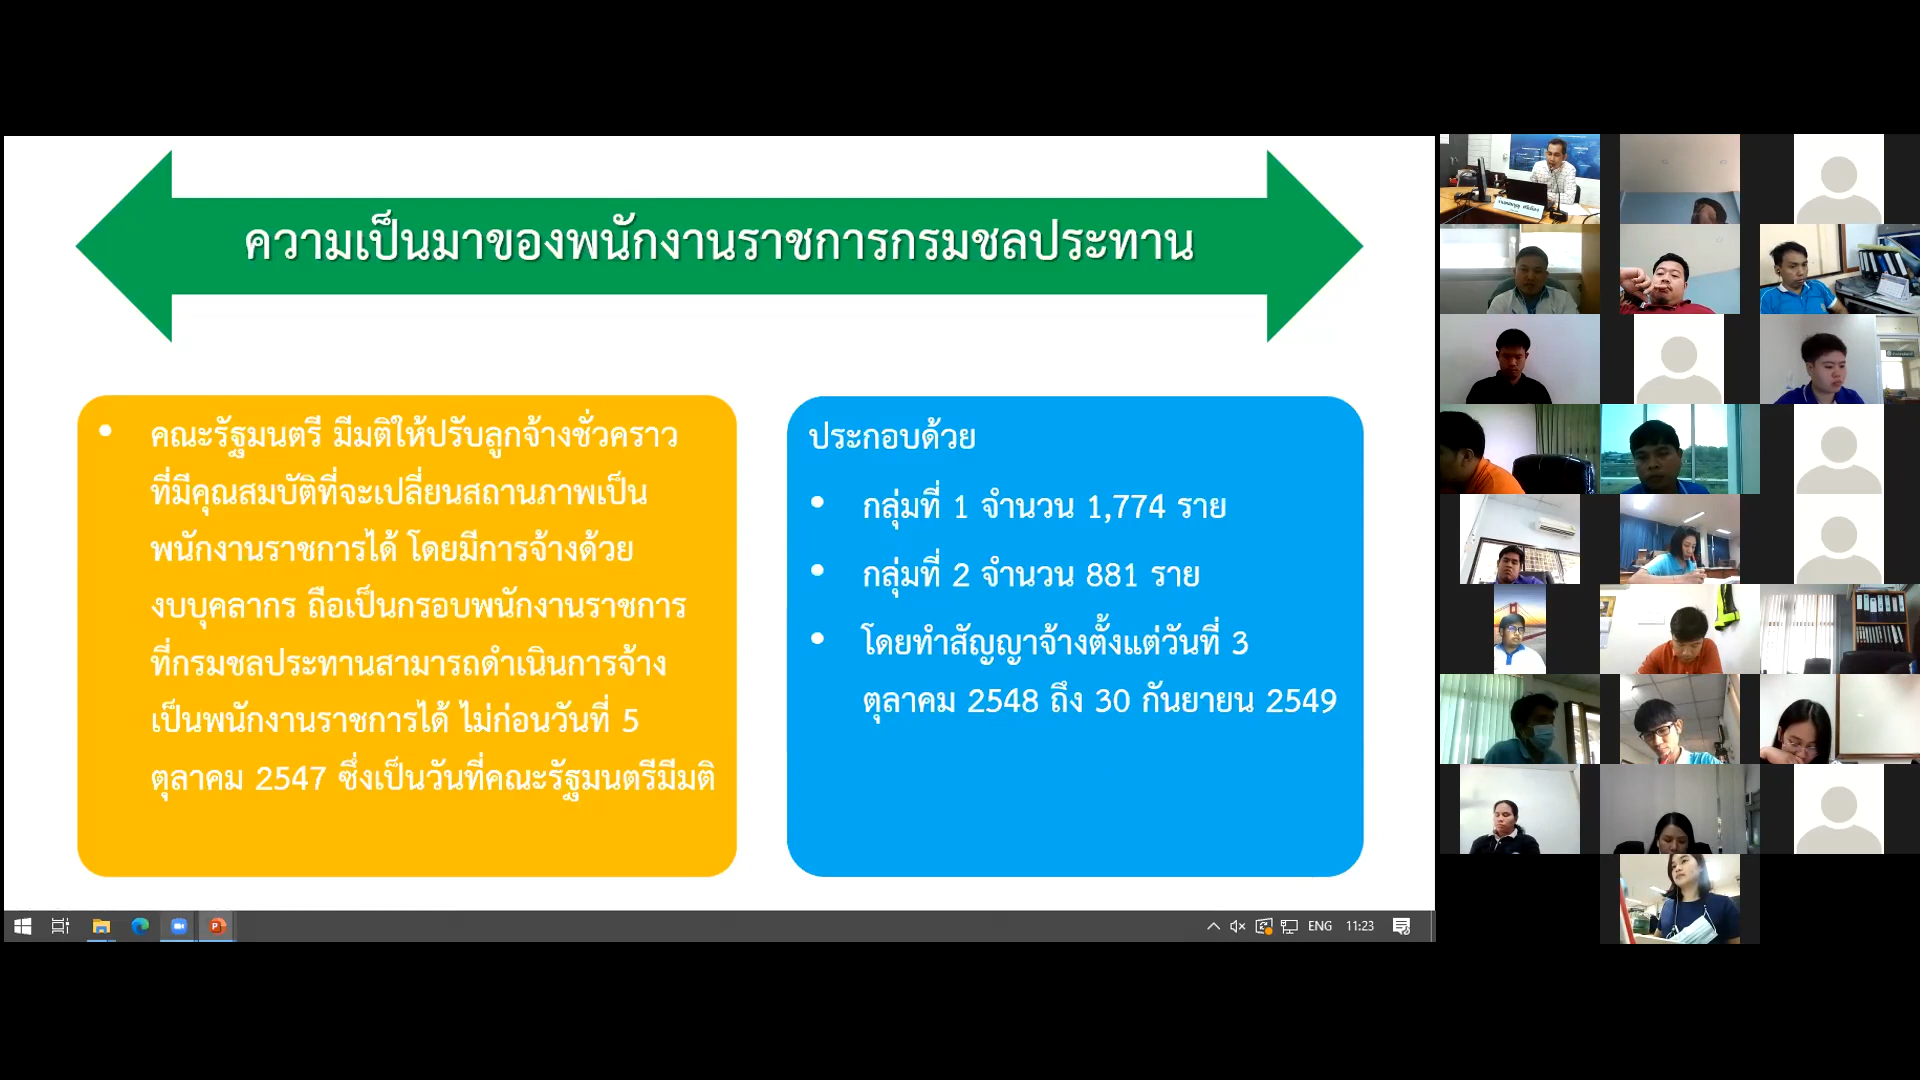 ความเป็นมาของพนักงานราชการกรมชลประทาน
• คณะรัฐมนตรี มีมติให้ปรับลูกจ้างชั่วคราว
ที่มีคุณสมบัติที่จะเปลี่ยนสถานภาพเป็น
พนักงานราชการได้ โดยมีการจ้างด้วย
งบบุคลากร ถือเป็นกรอบพนักงานราชการ
ที่กรมชลประทานสามารถดำเนินการจ้าง
เป็นพนักงานราชการได้ ไม่ก่อนวันที่ 5
ตุลาคม 2547 ซึ่งเป็นวันที่คณะรัฐมนตรีมีมติ
ประกอบด้วย
• กลุ่มที่ 1 จำนวน 1,774 ราย
• กลุ่มที่ 2 จำนวน 881 ราย
• โดยทำสัญญาจ้างตั้งแต่วันที่ 3
ตุลาคม 2548 ถึง 30 กันยายน 2549
ENG 11:23